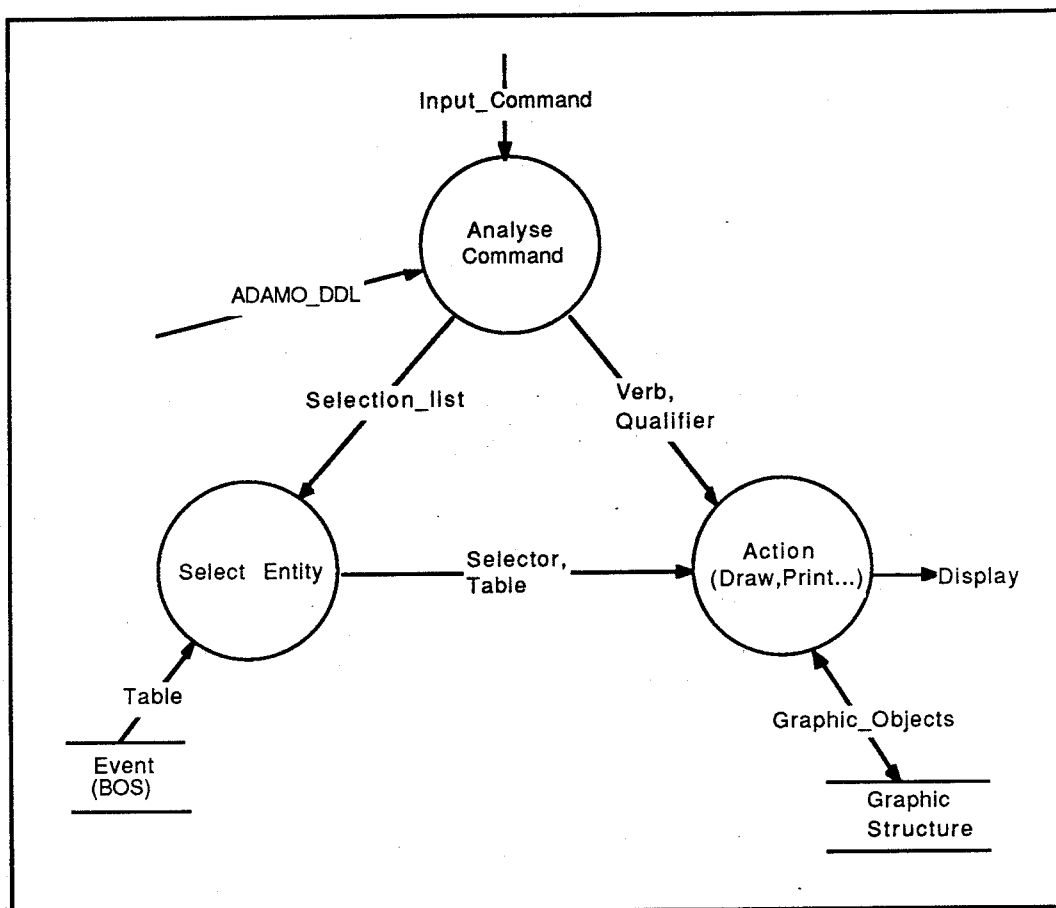 Input_Command
Analyse
Command
ADAMO_DDL
Selection_list
Verb,
Qualifier
Select Entity
Selector,
Table
Action
(Draw,Print...)
Display
Table
Graphic_Objects
Event
(BOS)
Graphic
Structure